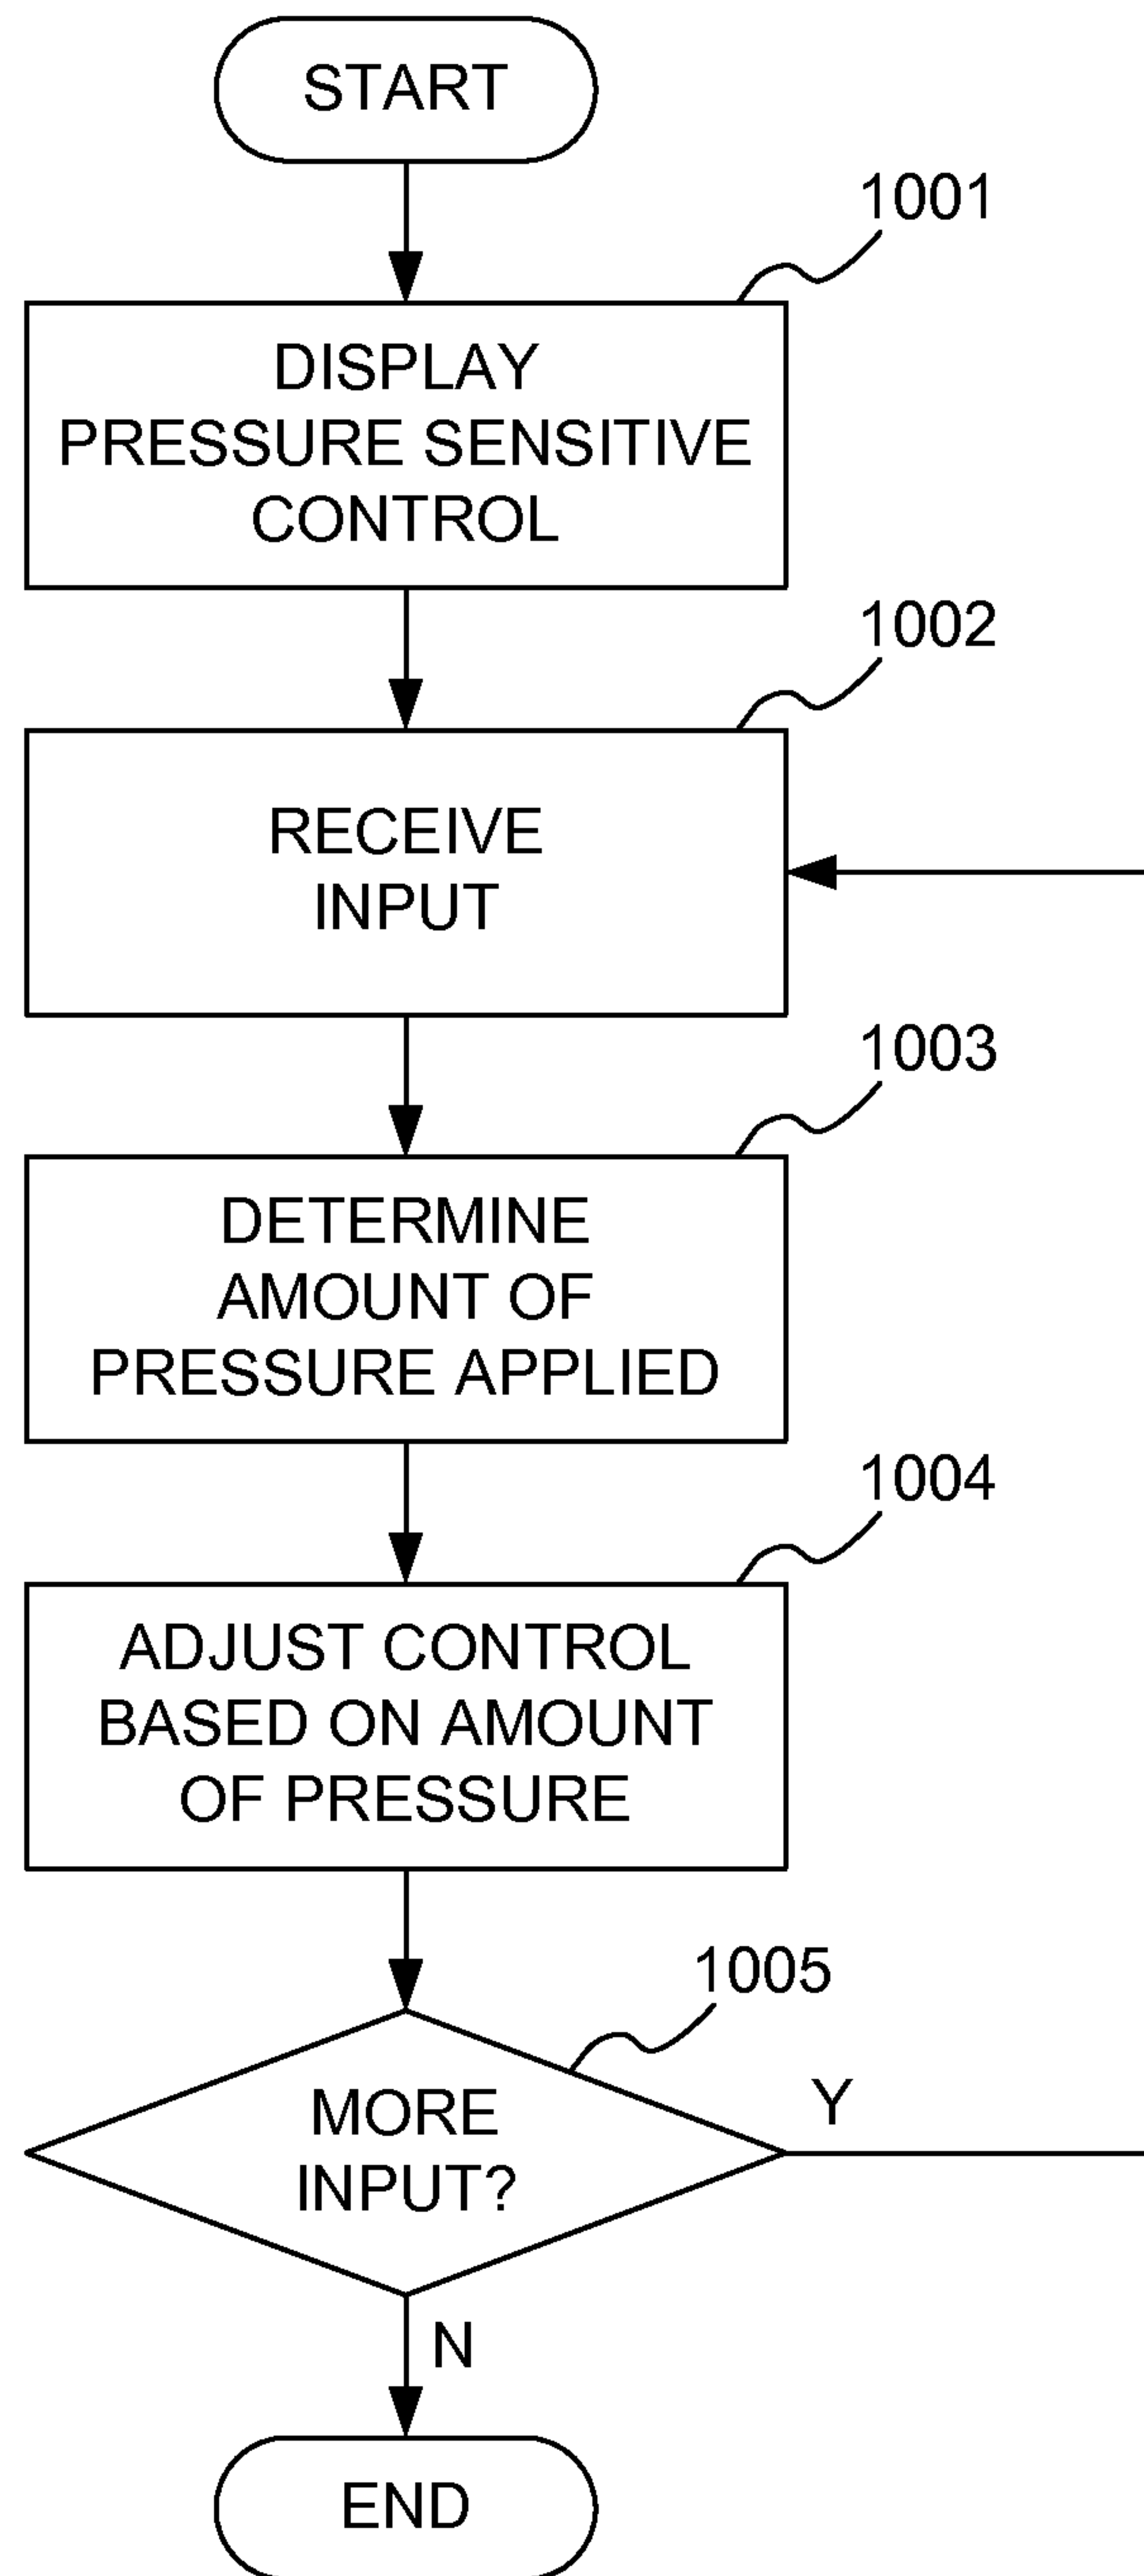 START
1001
DISPLAY
PRESSURE SENSITIVE
CONTROL
1002
RECEIVE
INPUT
1003
DETERMINE
AMOUNT OF
PRESSURE APPLIED
1004
ADJUST CONTROL
BASED ON AMOUNT
OF PRESSURE
1005
MORE
INPUT?
Y
N
END